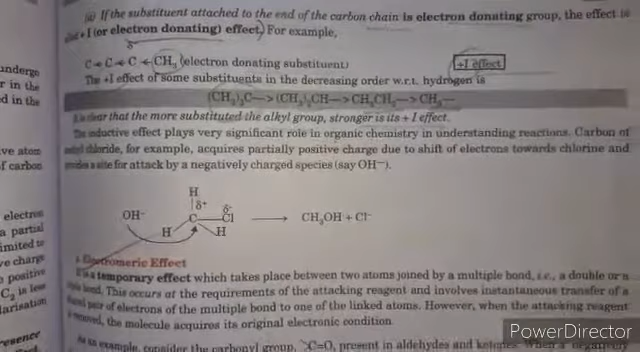 (ii) If the substituent attached to the end of the carbon chain is electron donating group, the effect is
+ I (or electron donating) effect. For example,
δ-
C C C CH3 (electron donating substituent)
+I effect
The +I effect of some substituents in the decreasing order w.r.t. hydrogen is
(CH3)3C— > (CH3)2CH— > CH3CH2— > CH3—
It is clear that the more substituted the alkyl group, stronger is its + I effect.
The inductive effect plays very significant role in organic chemistry in understanding reactions. Carbon of
chloride, for example, acquires partially positive charge due to shift of electrons towards chlorine and
a site for attack by a negatively charged species (say OH–).
H
δ+ δ-
OH- C—Cl ⟶ CH3OH + Cl-
H H
Electromeric Effect
It is a temporary effect which takes place between two atoms joined by a multiple bond, i.e., a double or a
bond. This occurs at the requirements of the attacking reagent and involves instantaneous transfer of a
pair of electrons of the multiple bond to one of the linked atoms. However, when the attacking reagent
removed, the molecule acquires its original electronic condition.
As an example, consider the carbonyl group, >C=O, present in aldehydes and ketones. When a
r in the
d in the
ve atom
of carbon
electron
a partial
limited to
ve charge
positive
C2 is less
larisation
PowerDirector